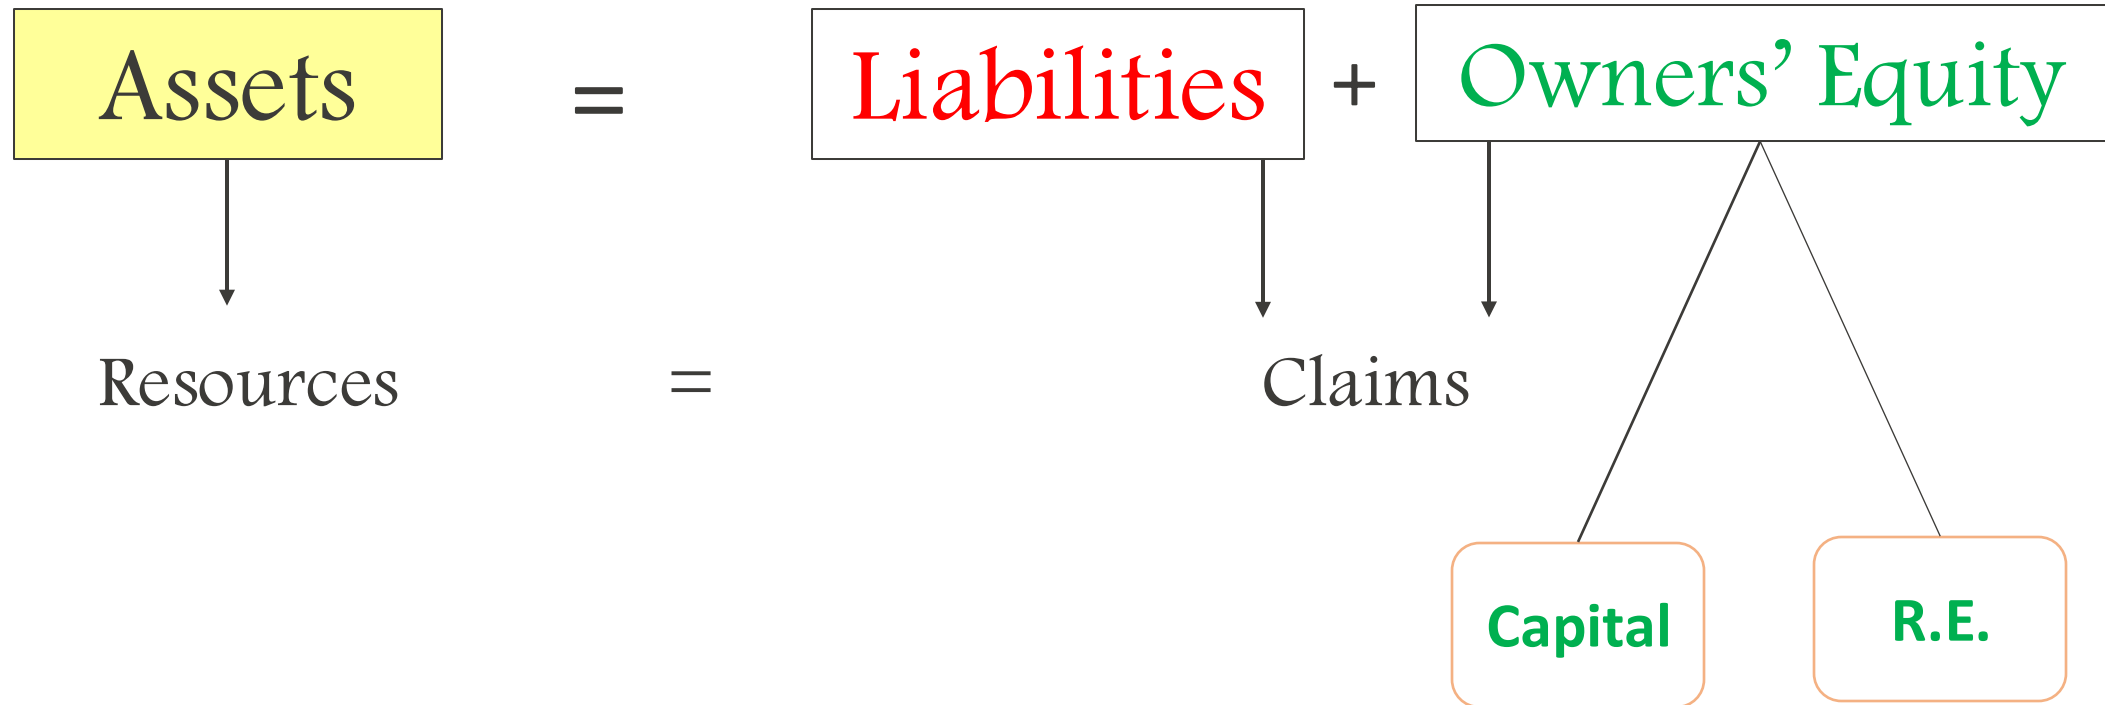 Assets = Liabilities + Owners’ Equity
Resources = Claims
Capital R.E.